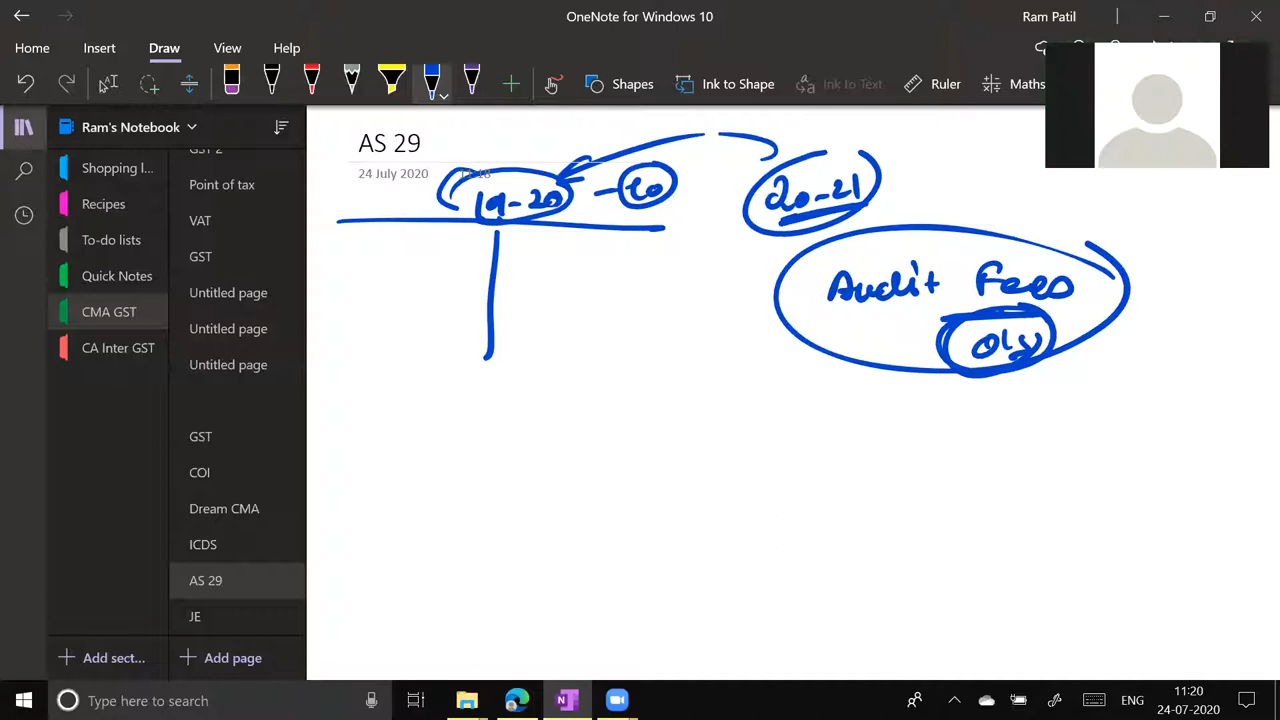 OneNote for Windows 10
Ram Patil
Home Insert Draw View Help
Shapes Ink to Shape Ink to Text Ruler Maths
Ram's Notebook
Shopping l...
Recipes
To-do lists
Quick Notes
CMA GST
CA Inter GST
GST 2
Point of tax
VAT
GST
Untitled page
Untitled page
Untitled page
GST
COI
Dream CMA
ICDS
AS 29
JE
Add sect... Add page
AS 29
24 July 2020 11:18
19-20 - 20
20-21
Audit Fees
Type here to search
ENG
11:20
24-07-2020